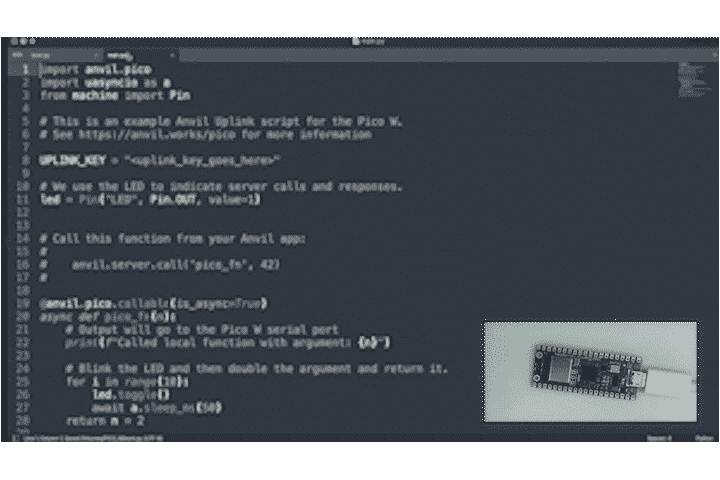 1 import anvil.pico
2 import uasyncio as a
3 from machine import Pin
4
5 # This is an example Anvil Uplink script for the Pico W.
6 # See https://anvil.works/pico for more information
7
8 UPLINK_KEY = "<uplink_key_goes_here>"
9
10 # We use the LED to indicate server calls and responses.
11 led = Pin("LED", Pin.OUT, value=1)
12
13
14 # Call this function from your Anvil app:
15 #
16 #    anvil.server.call("pico_fn", 42)
17 #
18
19 @anvil.pico.callable(is_async=True)
20 async def pico_fn(n):
21     # Output will go to the Pico W serial port
22     print(f"Called local function with argument: {n}")
23
24     # Blink the LED and then double the argument and return it.
25     for i in range(10):
26         led.toggle()
27         await a.sleep_ms(50)
28     return n * 2